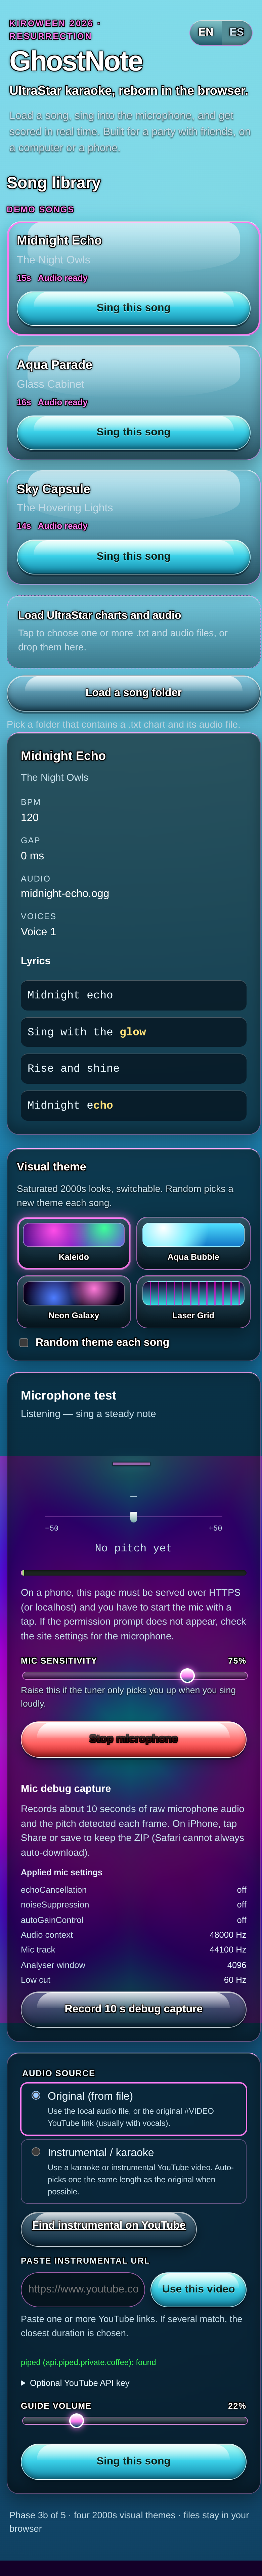 KIROWEEN 2026 ·
RESURRECTION
EN ES
GhostNote
UltraStar karaoke, reborn in the browser.
Load a song, sing into the microphone, and get
scored in real time. Built for a party with friends, on
a computer or a phone.
Song library
DEMO SONGS
Midnight Echo
The Night Owls
15s Audio ready
Sing this song
Aqua Parade
Glass Cabinet
16s Audio ready
Sing this song
Sky Capsule
The Hovering Lights
14s Audio ready
Sing this song
Load UltraStar charts and audio
Tap to choose one or more .txt and audio files, or
drop them here.
Load a song folder
Pick a folder that contains a .txt chart and its audio file.
Midnight Echo
The Night Owls
BPM
120
GAP
0 ms
AUDIO
midnight-echo.ogg
VOICES
Voice 1
Lyrics
Midnight echo
Sing with the glow
Rise and shine
Midnight echo
Visual theme
Saturated 2000s looks, switchable. Random picks a
new theme each song.
Kaleido
Aqua Bubble
Neon Galaxy
Laser Grid
Random theme each song
Microphone test
Listening — sing a steady note
—
−50 +50
No pitch yet
On a phone, this page must be served over HTTPS
(or localhost) and you have to start the mic with a
tap. If the permission prompt does not appear, check
the site settings for the microphone.
MIC SENSITIVITY 75%
Raise this if the tuner only picks you up when you sing
loudly.
Stop microphone
Mic debug capture
Records about 10 seconds of raw microphone audio
and the pitch detected each frame. On iPhone, tap
Share or save to keep the ZIP (Safari cannot always
auto-download).
Applied mic settings
echoCancellation off
noiseSuppression off
autoGainControl off
Audio context 48000 Hz
Mic track 44100 Hz
Analyser window 4096
Low cut 60 Hz
Record 10 s debug capture
AUDIO SOURCE
Original (from file)
Use the local audio file, or the original #VIDEO
YouTube link (usually with vocals).
Instrumental / karaoke
Use a karaoke or instrumental YouTube video. Auto-
picks one the same length as the original when
possible.
Find instrumental on YouTube
PASTE INSTRUMENTAL URL
https://www.youtube.co
Use this video
Paste one or more YouTube links. If several match, the
closest duration is chosen.
piped (api.piped.private.coffee): found
Optional YouTube API key
GUIDE VOLUME 22%
Sing this song
Phase 3b of 5 · four 2000s visual themes · files stay in your
browser